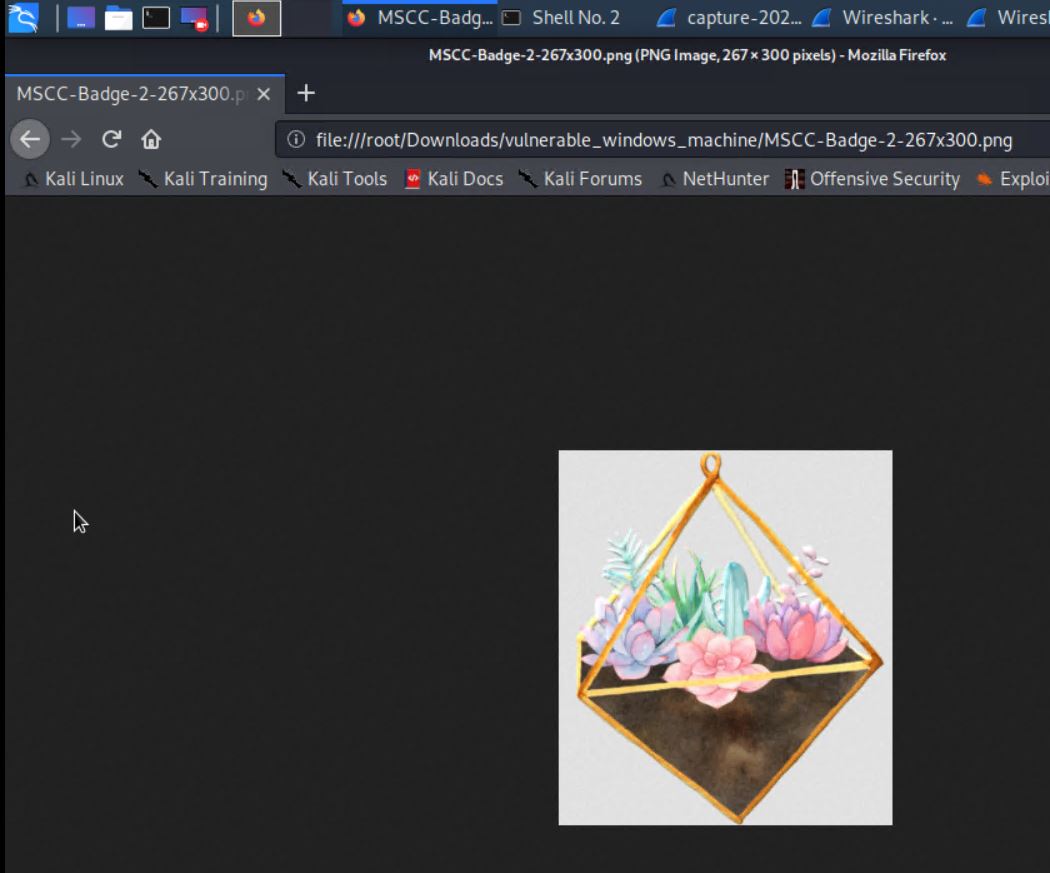 MSCC-Badg... Shell No. 2 capture-202... Wireshark · ... Wires
MSCC-Badge-2-267x300.png (PNG Image, 267 × 300 pixels) - Mozilla Firefox
MSCC-Badge-2-267x300.p
file:///root/Downloads/vulnerable_windows_machine/MSCC-Badge-2-267x300.png
Kali Linux Kali Training Kali Tools Kali Docs Kali Forums NetHunter Offensive Security Exploi